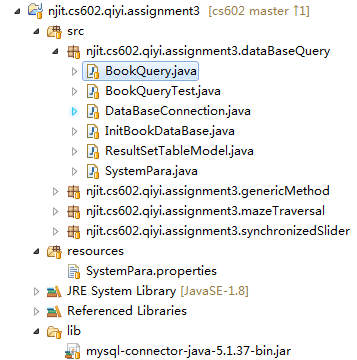 njit.cs602.qiyi.assignment3 [cs602 master ↑1]
src
njit.cs602.qiyi.assignment3.dataBaseQuery
BookQuery.java
BookQueryTest.java
DataBaseConnection.java
InitBookDataBase.java
ResultSetTableModel.java
SystemPara.java
njit.cs602.qiyi.assignment3.genericMethod
njit.cs602.qiyi.assignment3.mazeTraversal
njit.cs602.qiyi.assignment3.synchronizedSlider
resources
SystemPara.properties
JRE System Library [JavaSE-1.8]
Referenced Libraries
lib
mysql-connector-java-5.1.37-bin.jar